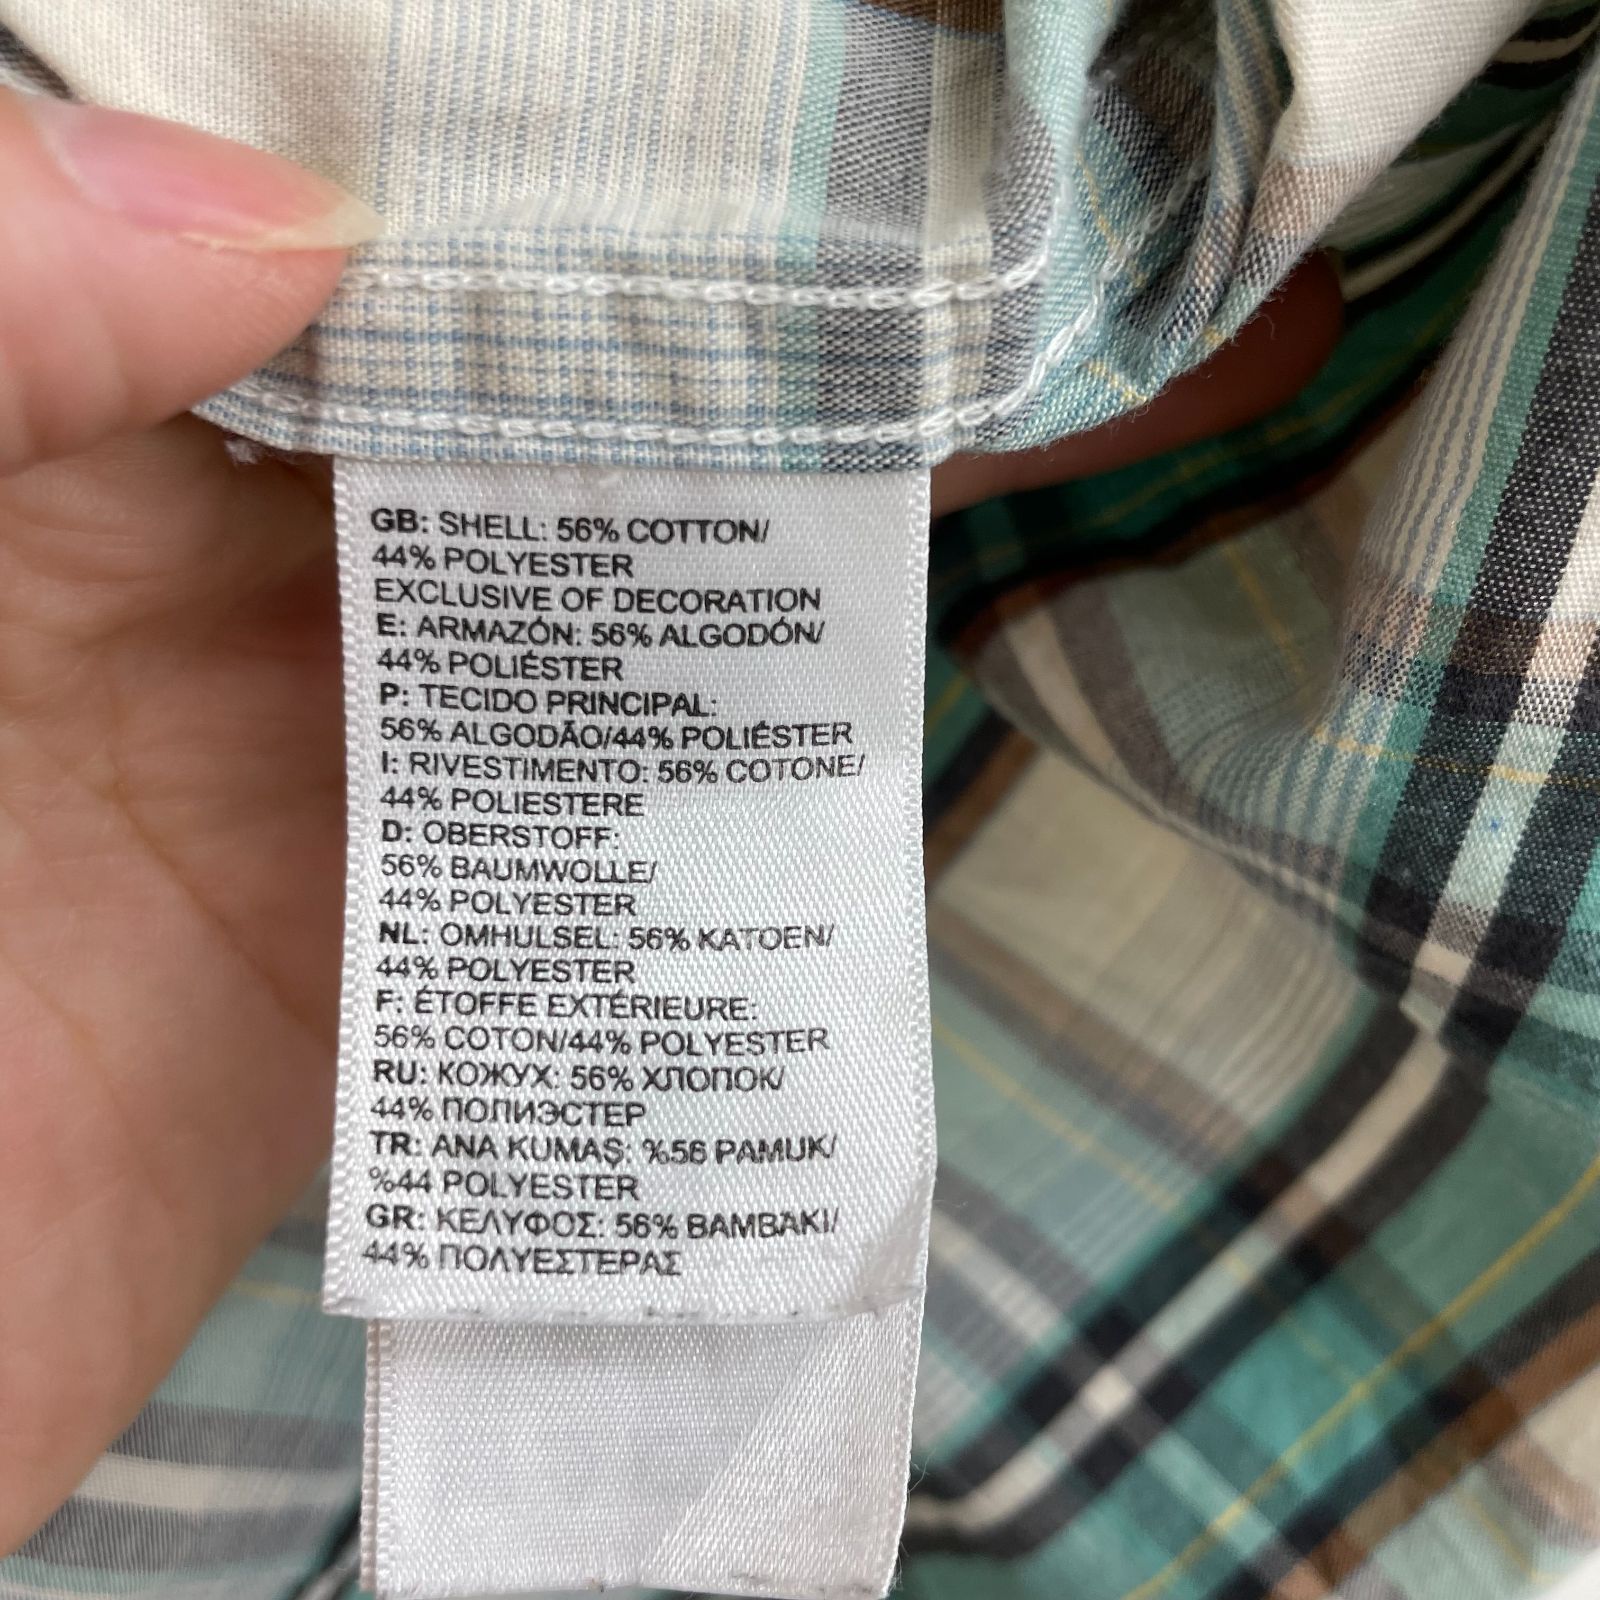 GB: SHELL: 56% COTTON/
44% POLYESTER
EXCLUSIVE OF DECORATION
E: ARMAZÓN: 56% ALGODÓN/
44% POLIÉSTER
P: TECIDO PRINCIPAL:
56% ALGODÃO/44% POLIÉSTER
I: RIVESTIMENTO: 56% COTONE/
44% POLIESTERE
D: OBERSTOFF:
56% BAUMWOLLE/
44% POLYESTER
NL: OMHULSEL: 56% KATOEN/
44% POLYESTER
F: ÉTOFFE EXTÉRIEURE:
56% COTON/44% POLYESTER
RU: КОЖУХ: 56% ХЛОПОК/
44% ПОЛИЭСТЕР
TR: ANA KUMAŞ: %56 PAMUK/
%44 POLYESTER
GR: ΚΕΛΥΦΟΣ: 56% ΒΑΜΒΆΚΙ/
44% ΠΟΛΥΕΣΤΕΡΑΣ